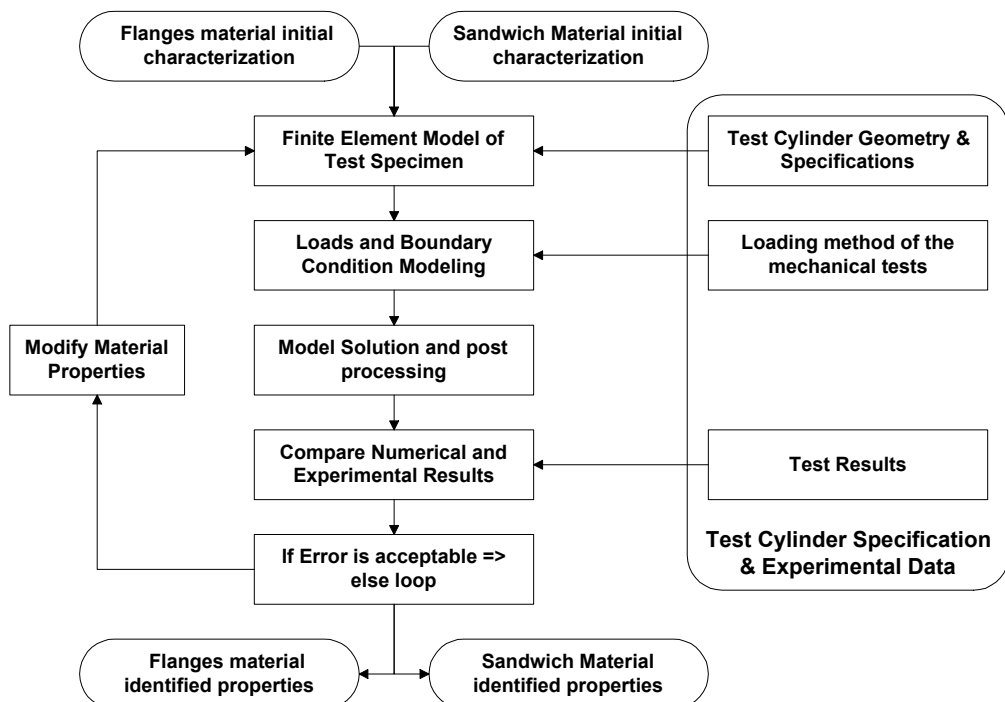 Flanges material initial
characterization
Sandwich Material initial
characterization
Finite Element Model of
Test Specimen
Test Cylinder Geometry &
Specifications
Loads and Boundary
Condition Modeling
Loading method of the
mechanical tests
Modify Material
Properties
Model Solution and post
processing
Compare Numerical and
Experimental Results
Test Results
If Error is acceptable =>
else loop
Test Cylinder Specification
& Experimental Data
Flanges material
identified properties
Sandwich Material
identified properties